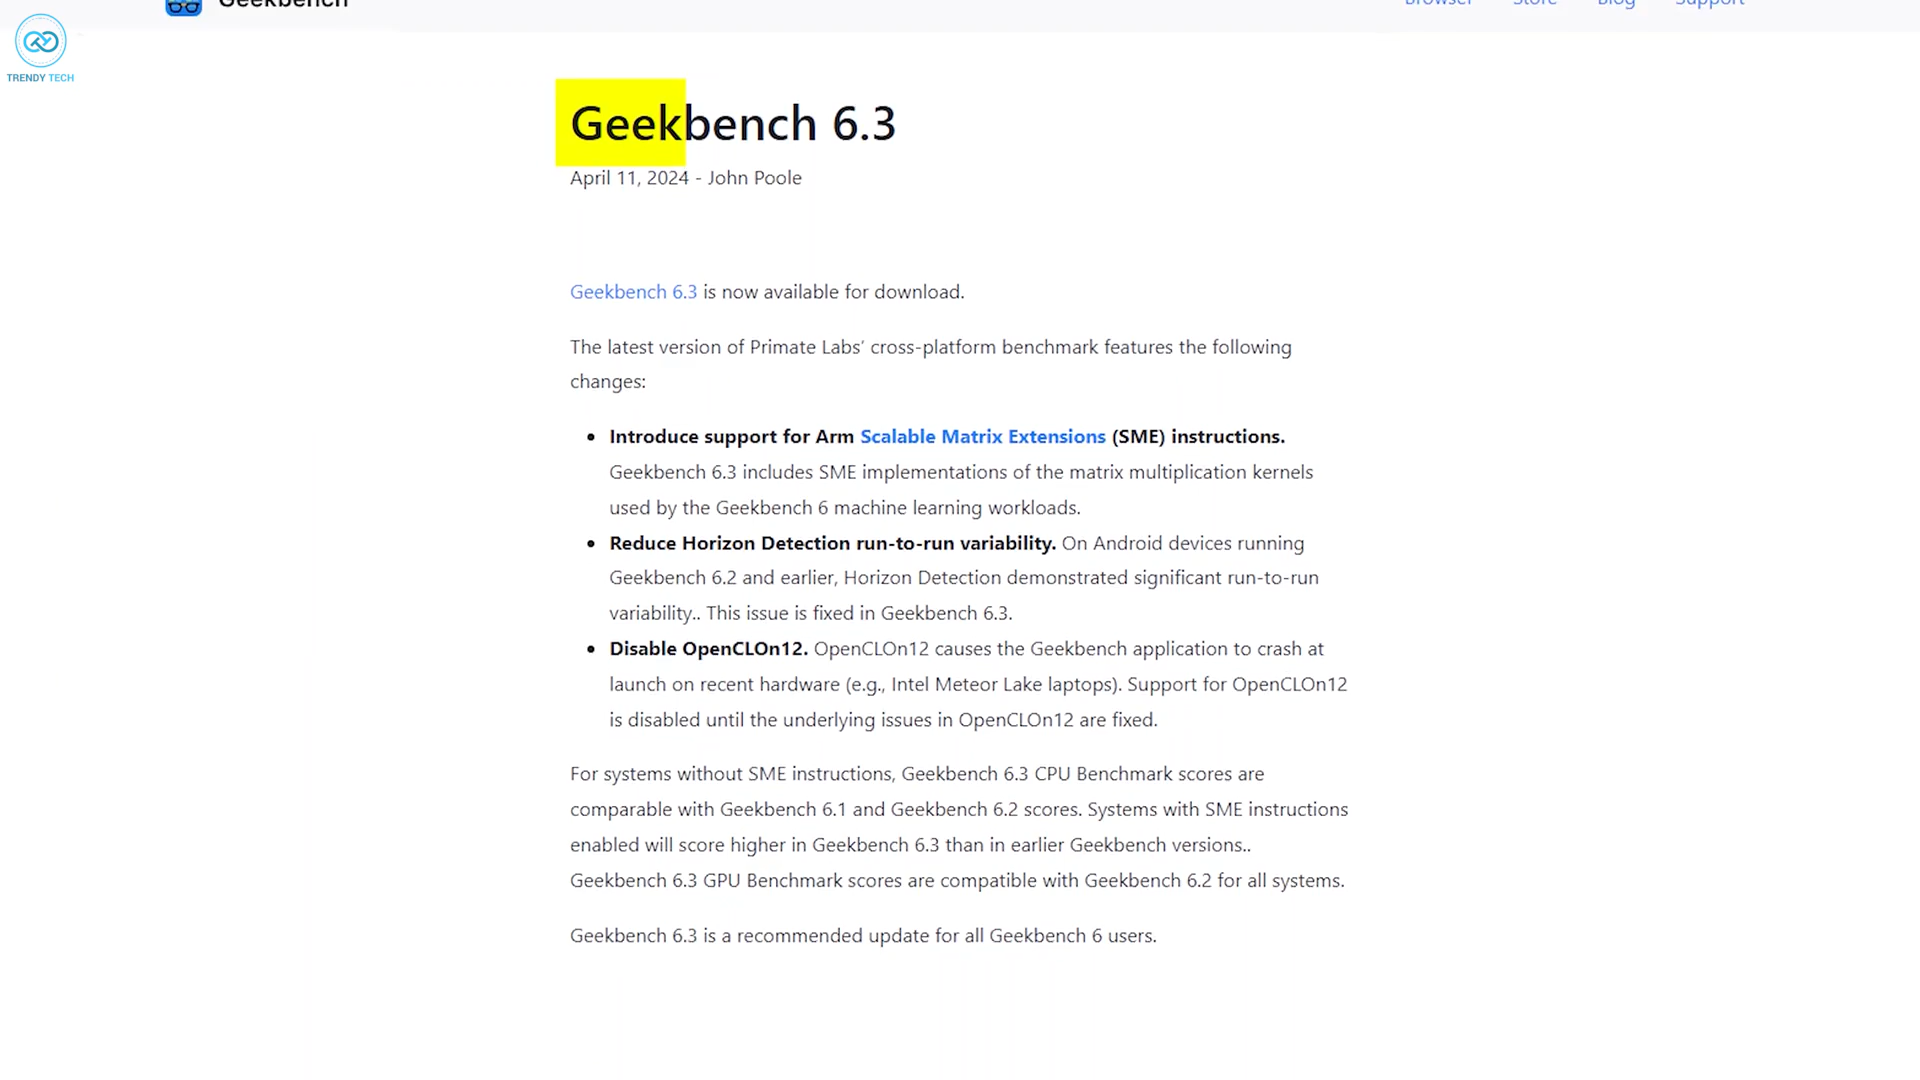 Geekbench
Browser Store Blog Support
TRENDY TECH
Geekbench 6.3
April 11, 2024 - John Poole
Geekbench 6.3 is now available for download.
The latest version of Primate Labs’ cross-platform benchmark features the following
changes:
• Introduce support for Arm Scalable Matrix Extensions (SME) instructions.
Geekbench 6.3 includes SME implementations of the matrix multiplication kernels
used by the Geekbench 6 machine learning workloads.
• Reduce Horizon Detection run-to-run variability. On Android devices running
Geekbench 6.2 and earlier, Horizon Detection demonstrated significant run-to-run
variability.. This issue is fixed in Geekbench 6.3.
• Disable OpenCLOn12. OpenCLOn12 causes the Geekbench application to crash at
launch on recent hardware (e.g., Intel Meteor Lake laptops). Support for OpenCLOn12
is disabled until the underlying issues in OpenCLOn12 are fixed.
For systems without SME instructions, Geekbench 6.3 CPU Benchmark scores are
comparable with Geekbench 6.1 and Geekbench 6.2 scores. Systems with SME instructions
enabled will score higher in Geekbench 6.3 than in earlier Geekbench versions..
Geekbench 6.3 GPU Benchmark scores are compatible with Geekbench 6.2 for all systems.
Geekbench 6.3 is a recommended update for all Geekbench 6 users.